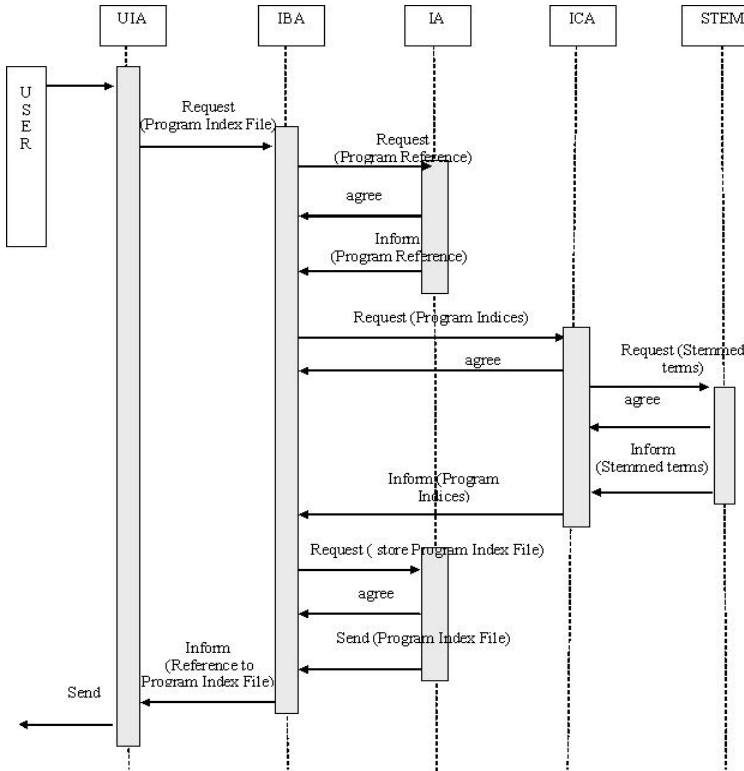 UIA
IBA
IA
ICA
STEM
U
S
E
R
Request
(Program Index File)
Request
(Program Reference)
agree
Inform
(Program Reference)
Request (Program Indices)
agree
Request (Stemmed
terms)
agree
Inform
(Stemmed terms)
Inform (Program
Indices)
Request ( store Program Index File)
agree
Send (Program Index File)
Inform
(Reference to
Program Index File)
Send